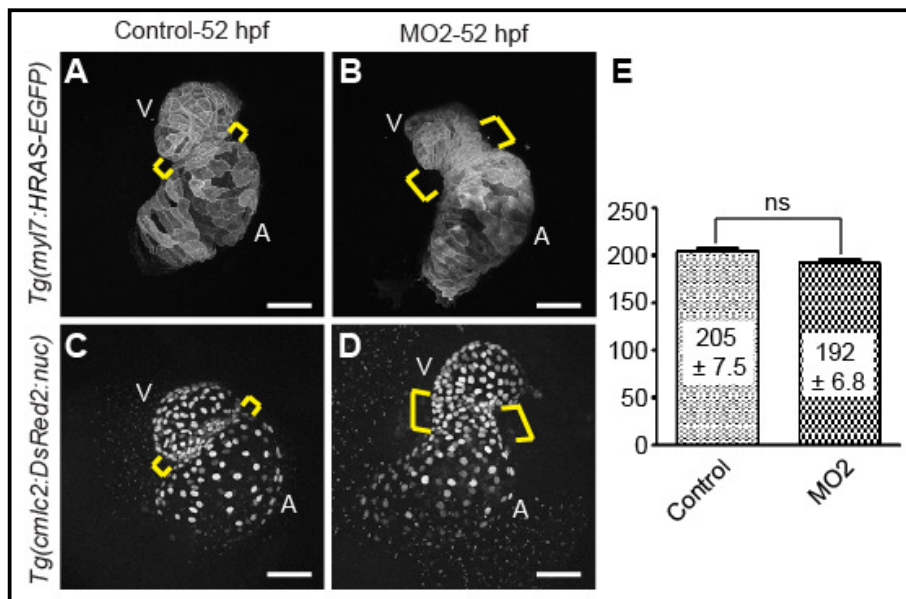 Control-52 hpf
MO2-52 hpf
Tg(myl7:HRAS-EGFP)
A
V
A
B
V
A
Tg(cmlc2:DsRed2:nuc)
C
V
A
D
V
A
E
ns
250
200
150
100
50
0
205
± 7.5
192
± 6.8
Control
MO2